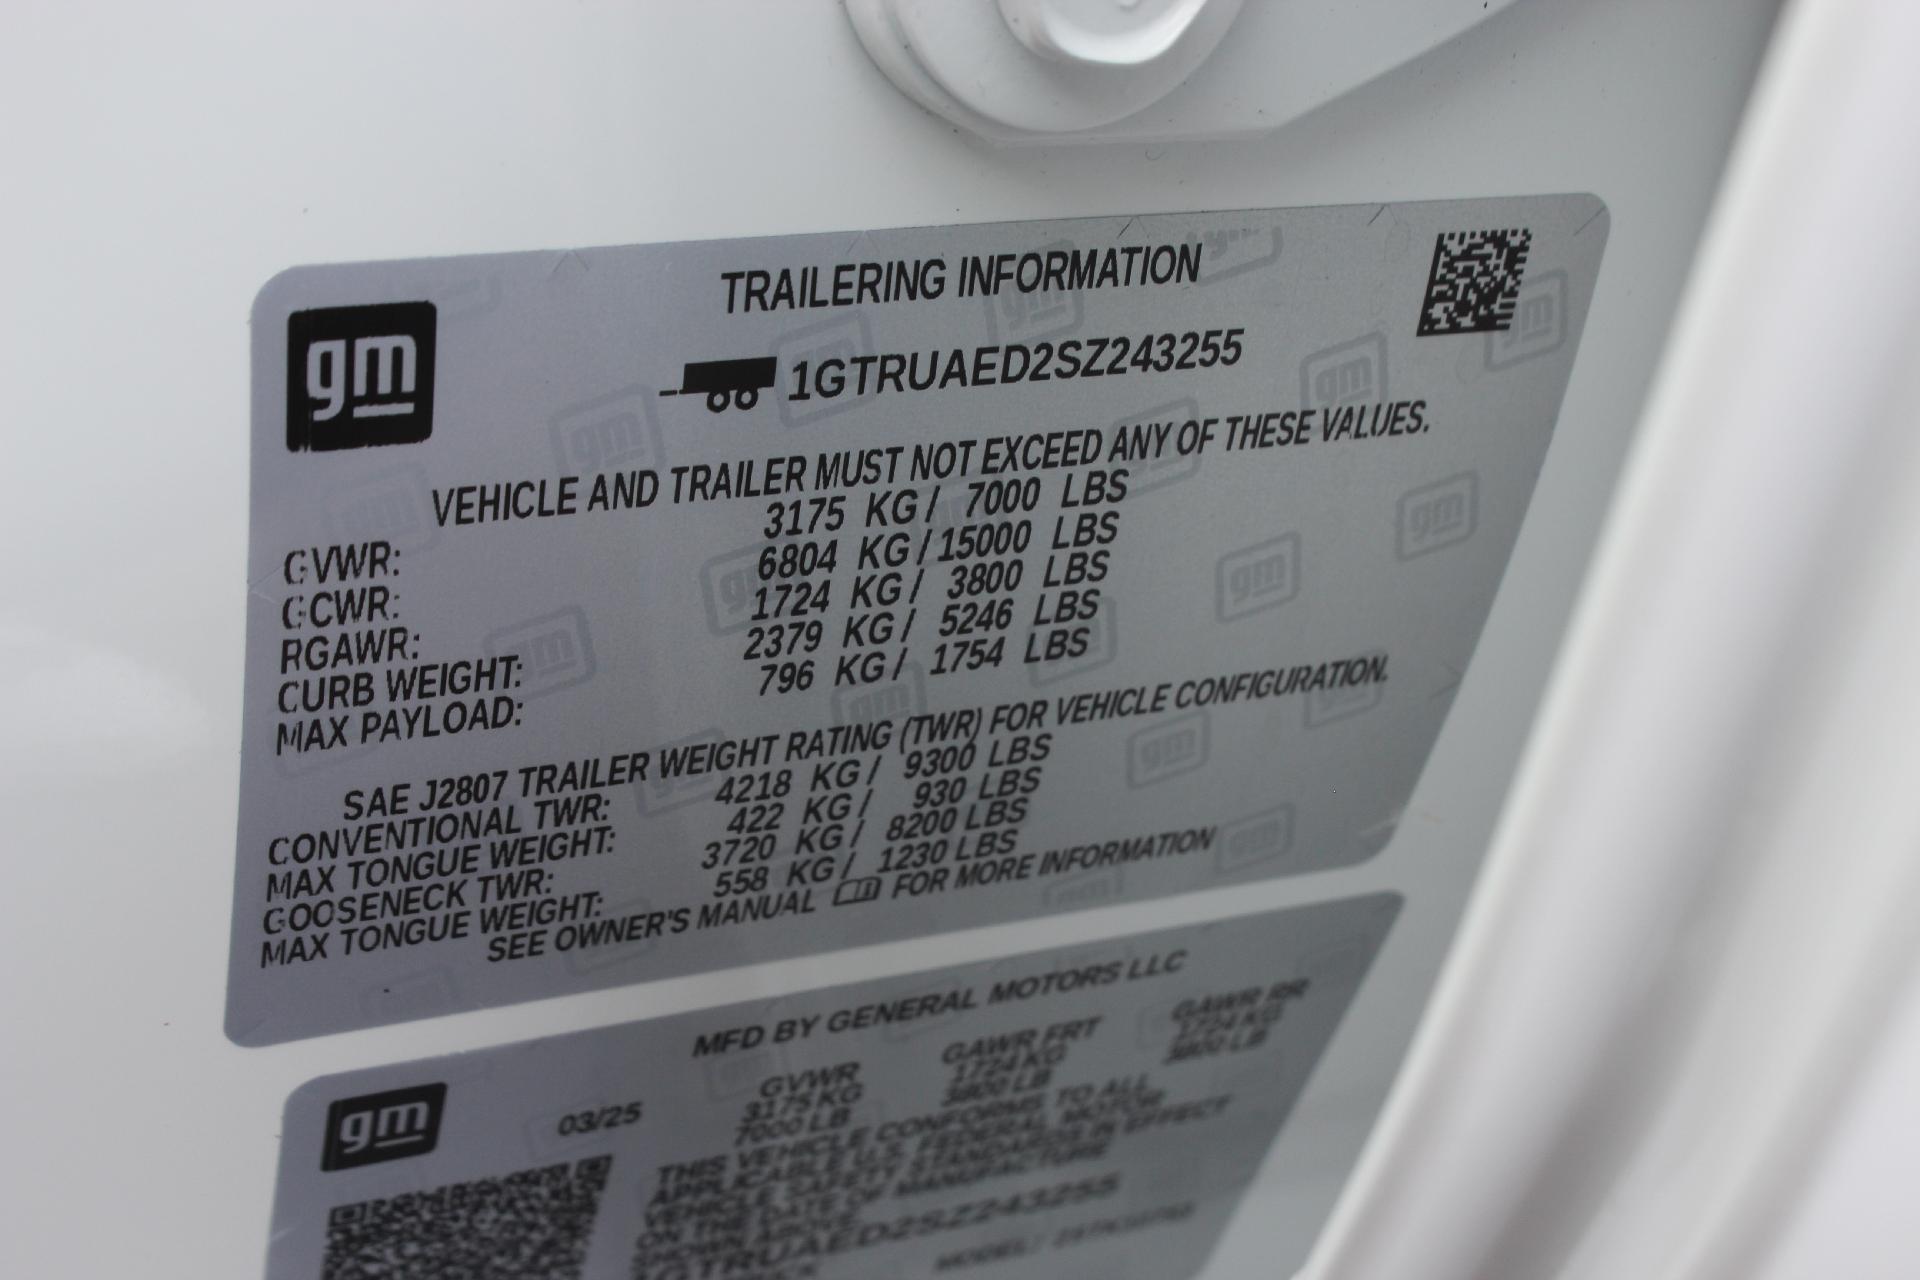 gm
TRAILERING INFORMATION
1GTRUAED2SZ243255
VEHICLE AND TRAILER MUST NOT EXCEED ANY OF THESE VALUES.
GVWR: 3175 KG / 7000 LBS
GCWR: 6804 KG / 15000 LBS
RGAWR: 1724 KG / 3800 LBS
CURB WEIGHT: 2379 KG / 5246 LBS
MAX PAYLOAD: 796 KG / 1754 LBS
SAE J2807 TRAILER WEIGHT RATING (TWR) FOR VEHICLE CONFIGURATION.
CONVENTIONAL TWR: 4218 KG / 9300 LBS
MAX TONGUE WEIGHT: 422 KG / 930 LBS
GOOSENECK TWR: 3720 KG / 8200 LBS
MAX TONGUE WEIGHT: 558 KG / 1230 LBS
SEE OWNER'S MANUAL FOR MORE INFORMATION
MFD BY GENERAL MOTORS LLC
gm
03/25
GVWR GAWR FRT GAWR RR
3175 KG 1724 KG 1724 KG
7000 LB 3800 LB 3800 LB
THIS VEHICLE CONFORMS TO ALL
APPLICABLE U.S. FEDERAL MOTOR
VEHICLE SAFETY STANDARDS IN EFFECT
ON THE DATE OF MANUFACTURE
SHOWN ABOVE.
1GTRUAED2SZ243255
MODEL: